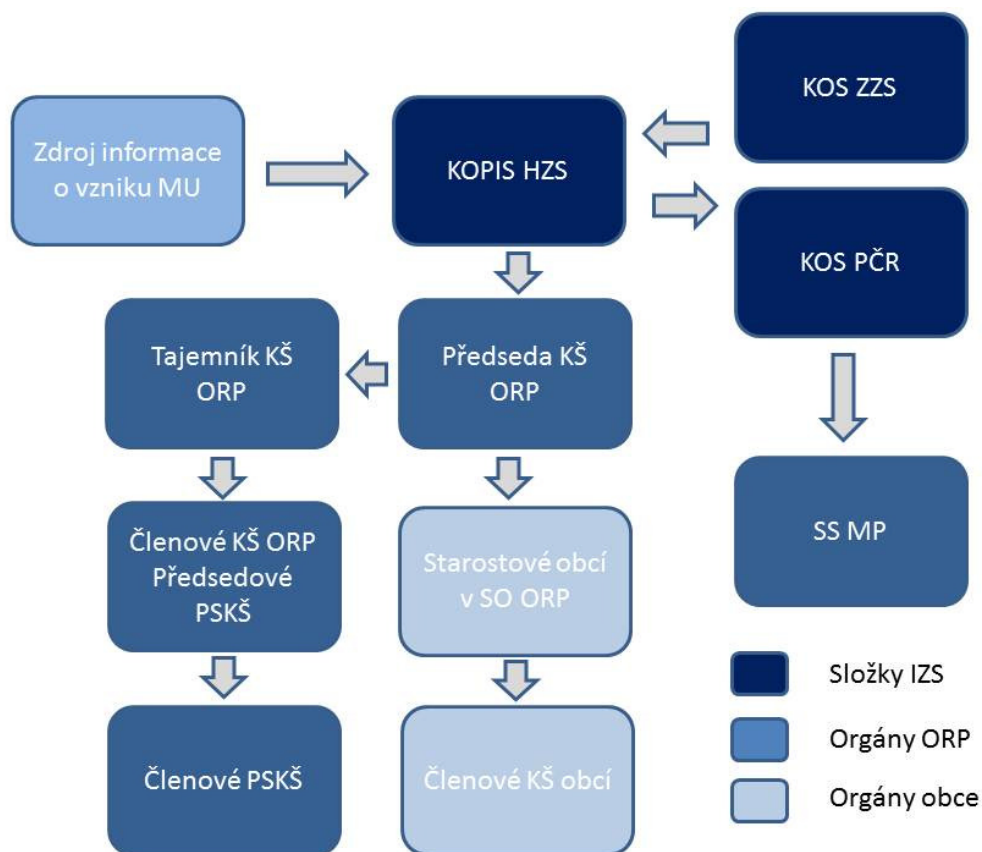 Zdroj informace
o vzniku MU
KOPIS HZS
KOS ZZS
KOS PČR
Tajemník KŠ
ORP
Předseda KŠ
ORP
Členové KŠ ORP
Předsedové
PSKŠ
Starostové obcí
v SO ORP
SS MP
Členové PSKŠ
Členové KŠ obcí
Složky IZS
Orgány ORP
Orgány obce